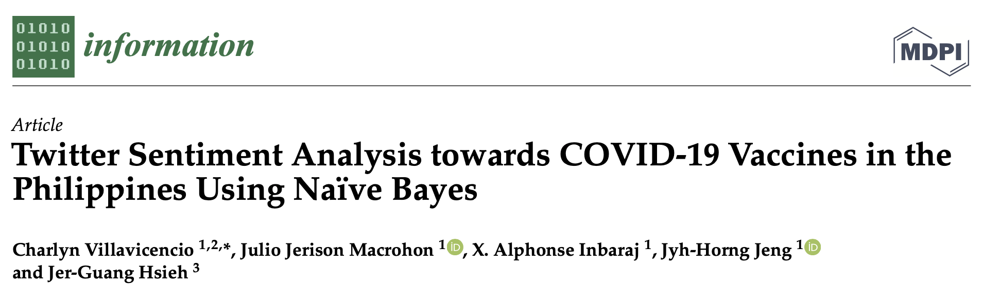 01010
01010
01010
information
MDPI
Article
Twitter Sentiment Analysis towards COVID-19 Vaccines in the
Philippines Using Naïve Bayes
Charlyn Villavicencio 1,2,*, Julio Jerison Macrohon 1 iD, X. Alphonse Inbaraj 1, Jyh-Horng Jeng 1 iD
and Jer-Guang Hsieh 3